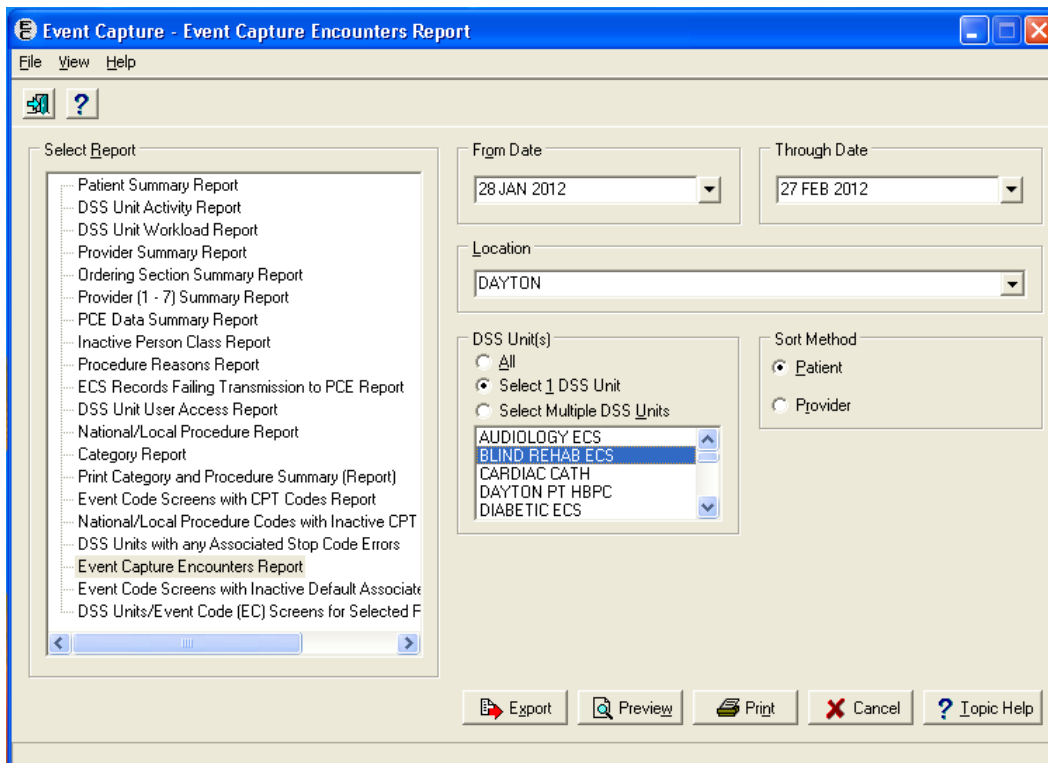 Event Capture - Event Capture Encounters Report
File View Help
Select Report
Patient Summary Report
DSS Unit Activity Report
DSS Unit Workload Report
Provider Summary Report
Ordering Section Summary Report
Provider (1 - 7) Summary Report
PCE Data Summary Report
Inactive Person Class Report
Procedure Reasons Report
ECS Records Failing Transmission to PCE Report
DSS Unit User Access Report
National/Local Procedure Report
Category Report
Print Category and Procedure Summary (Report)
Event Code Screens with CPT Codes Report
National/Local Procedure Codes with Inactive CPT
DSS Units with any Associated Stop Code Errors
Event Capture Encounters Report
Event Code Screens with Inactive Default Associate
DSS Units/Event Code (EC) Screens for Selected F
From Date
28 JAN 2012
Through Date
27 FEB 2012
Location
DAYTON
DSS Unit(s)
All
Select 1 DSS Unit
Select Multiple DSS Units
AUDIOLOGY ECS
BLIND REHAB ECS
CARDIAC CATH
DAYTON PT HBPC
DIABETIC ECS
Sort Method
Patient
Provider
Export Preview Print Cancel ? Topic Help